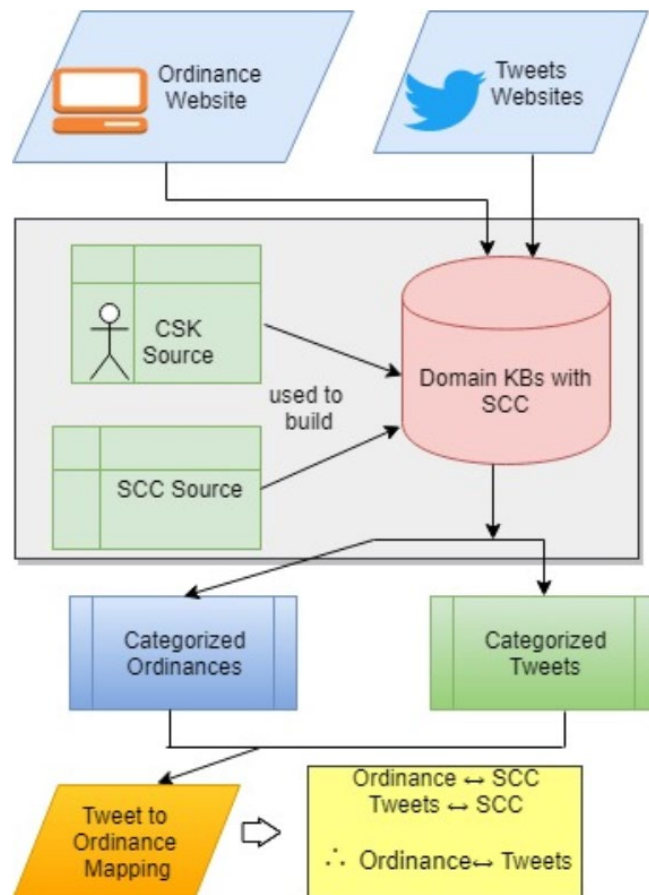 Ordinance
Website
Tweets
Websites
CSK
Source
used to
build
SCC Source
Domain KBs with
SCC
Categorized
Ordinances
Categorized
Tweets
Tweet to
Ordinance
Mapping
Ordinance ↔ SCC
Tweets ↔ SCC
∴ Ordinance↔ Tweets